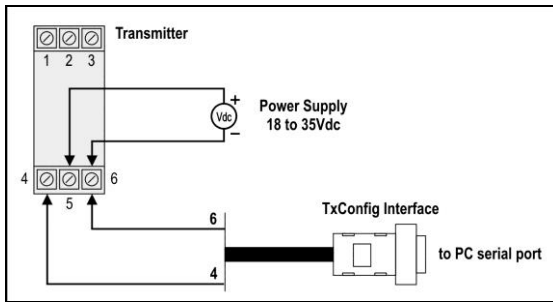 Transmitter
1 2 3
+
Vdc
−
Power Supply
18 to 35Vdc
4 6
5
TxConfig Interface
6
to PC serial port
4